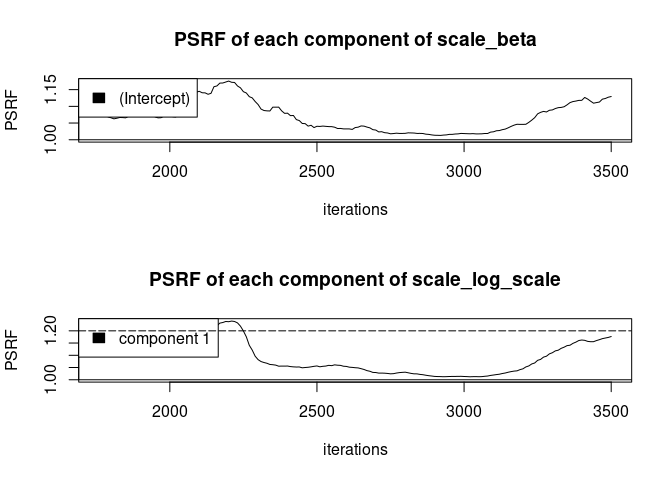 PSRF of each component of scale_beta
PSRF
1.00
1.15
(Intercept)
2000 2500 3000 3500
iterations
PSRF of each component of scale_log_scale
PSRF
1.00
1.20
component 1
2000 2500 3000 3500
iterations